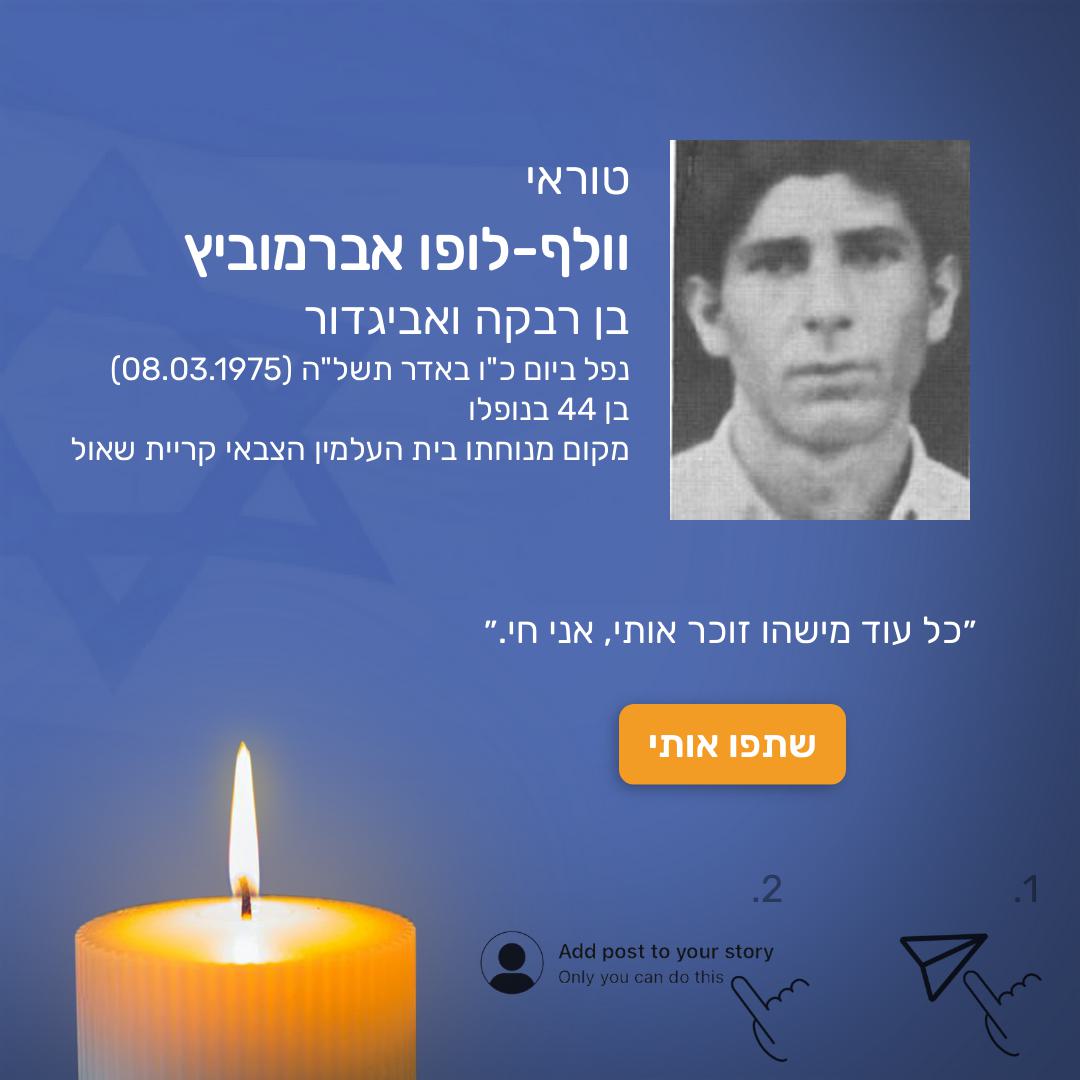 טוראי
וולף-לופו אברמוביץ
בן רבקה ואביגדור
נפל ביום כ"ו באדר תשל"ה (08.03.1975)
בן 44 בנופלו
מקום מנוחתו בית העלמין הצבאי קריית שאול
״כל עוד מישהו זוכר אותי, אני חי.״
שתפו אותי
1.
2.
Add post to your story
Only you can do this